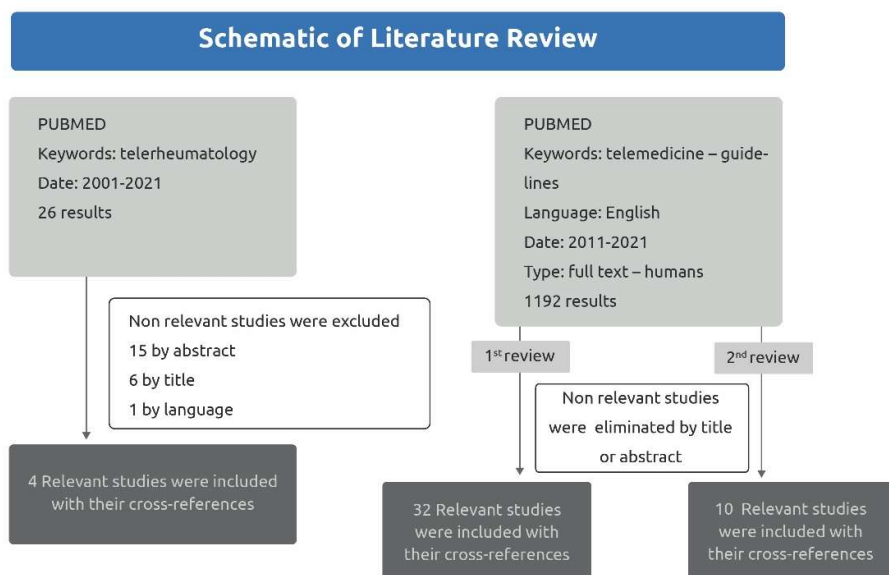 Schematic of Literature Review
PUBMED
Keywords: telerheumatology
Date: 2001-2021
26 results
Non relevant studies were excluded
15 by abstract
6 by title
1 by language
4 Relevant studies were included
with their cross-references
PUBMED
Keywords: telemedicine – guide-
lines
Language: English
Date: 2011-2021
Type: full text – humans
1192 results
1st review
2nd review
Non relevant studies
were eliminated by title
or abstract
32 Relevant studies
were included with
their cross-references
10 Relevant studies
were included with
their cross-references